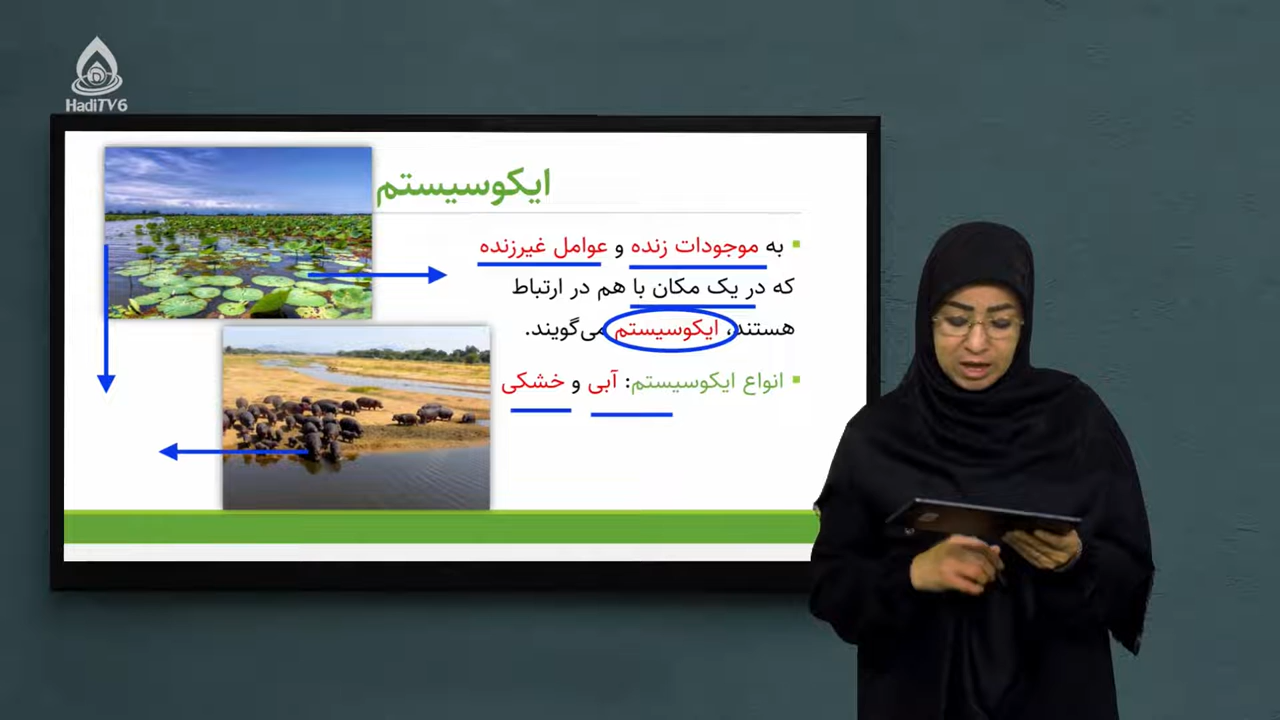 HadiTV6
ایکوسیستم
به موجودات زنده و عوامل غیرزنده
که در یک مکان با هم در ارتباط
هستند، ایکوسیستم می‌گویند.
انواع ایکوسیستم: آبی و خشکی